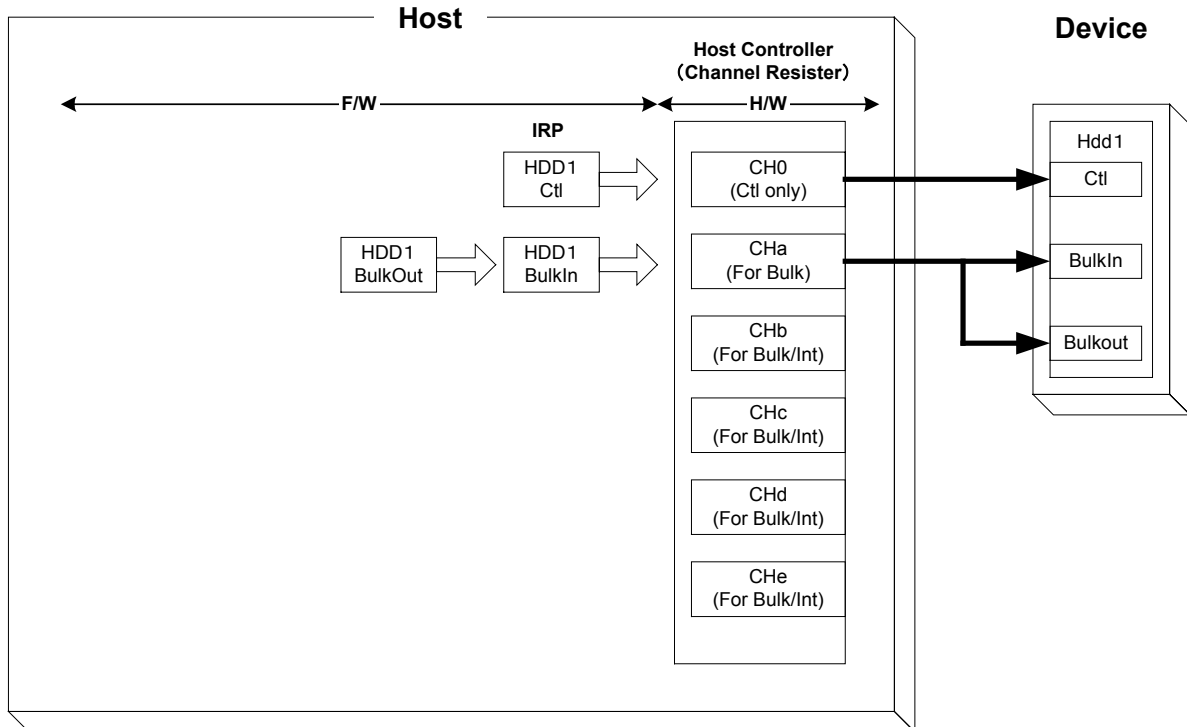 Host
Device
Host Controller
（Channel Resister）
F/W
H/W
IRP
HDD1
Ctl
CH0
(Ctl only)
Hdd1
Ctl
HDD1
BulkOut
HDD1
BulkIn
CHa
(For Bulk)
BulkIn
CHb
(For Bulk/Int)
Bulkout
CHc
(For Bulk/Int)
CHd
(For Bulk/Int)
CHe
(For Bulk/Int)